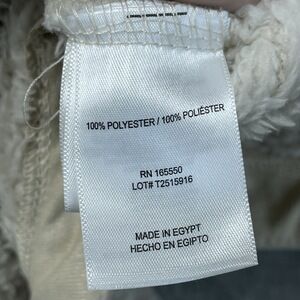 100% POLYESTER / 100% POLIÉSTER
RN 165550
LOT# T2515916
MADE IN EGYPT
HECHO EN EGIPTO